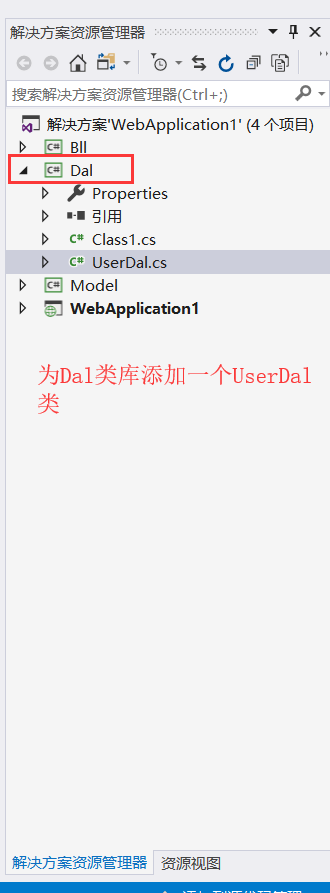 解决方案资源管理器
搜索解决方案资源管理器(Ctrl+;)
解决方案'WebApplication1' (4 个项目)
C# Bll
C# Dal
Properties
引用
C# Class1.cs
C# UserDal.cs
C# Model
WebApplication1
为Dal类库添加一个UserDal
类
解决方案资源管理器 资源视图